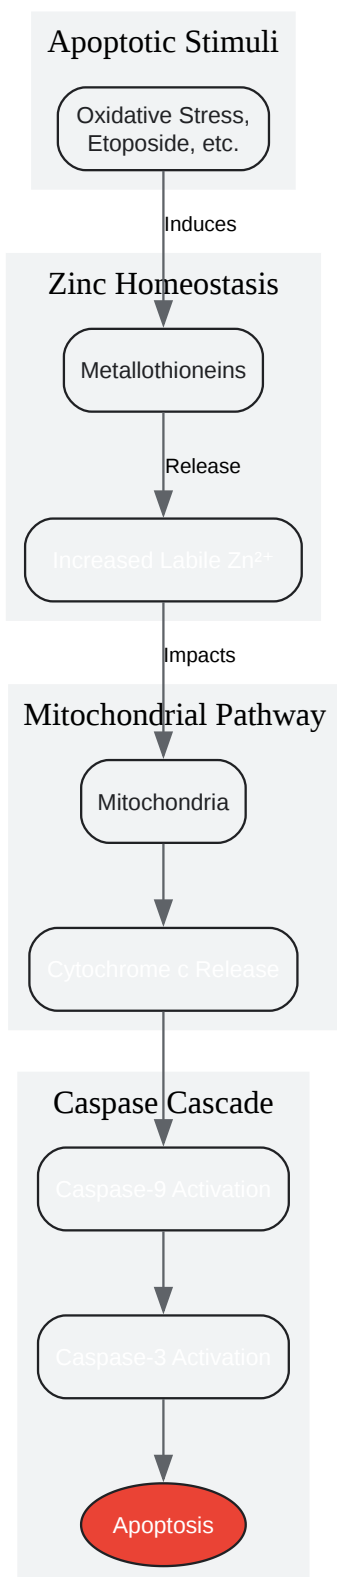 Apoptotic Stimuli
Oxidative Stress,
Etoposide, etc.
Induces
Zinc Homeostasis
Metallothioneins
Release
Increased Labile Zn²⁺
Impacts
Mitochondrial Pathway
Mitochondria
Cytochrome c Release
Caspase Cascade
Caspase-9 Activation
Caspase-3 Activation
Apoptosis